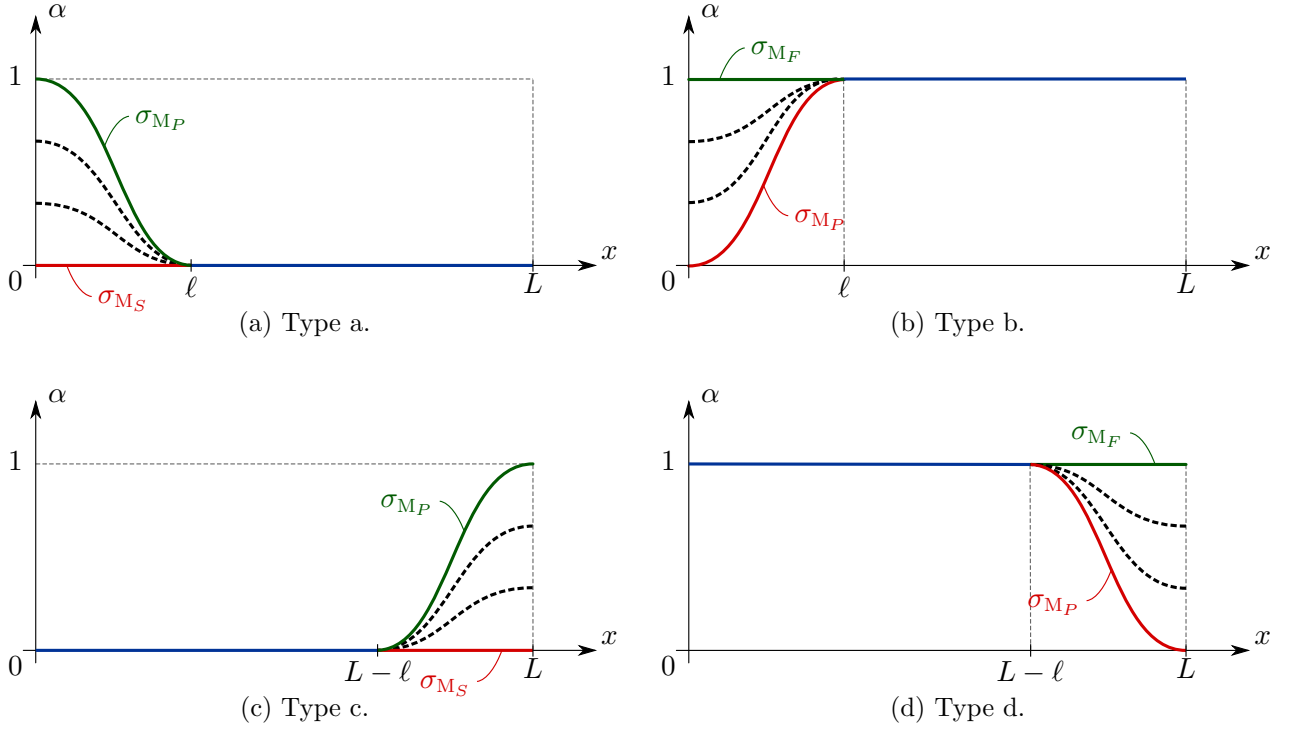 α
1
σ_{M_P}
0
σ_{M_S}
ℓ
L
x
(a) Type a.
α
1
σ_{M_F}
σ_{M_P}
0
ℓ
L
x
(b) Type b.
α
1
σ_{M_P}
0
L − ℓ
σ_{M_S}
L
x
(c) Type c.
α
1
σ_{M_F}
σ_{M_P}
0
L − ℓ
L
x
(d) Type d.